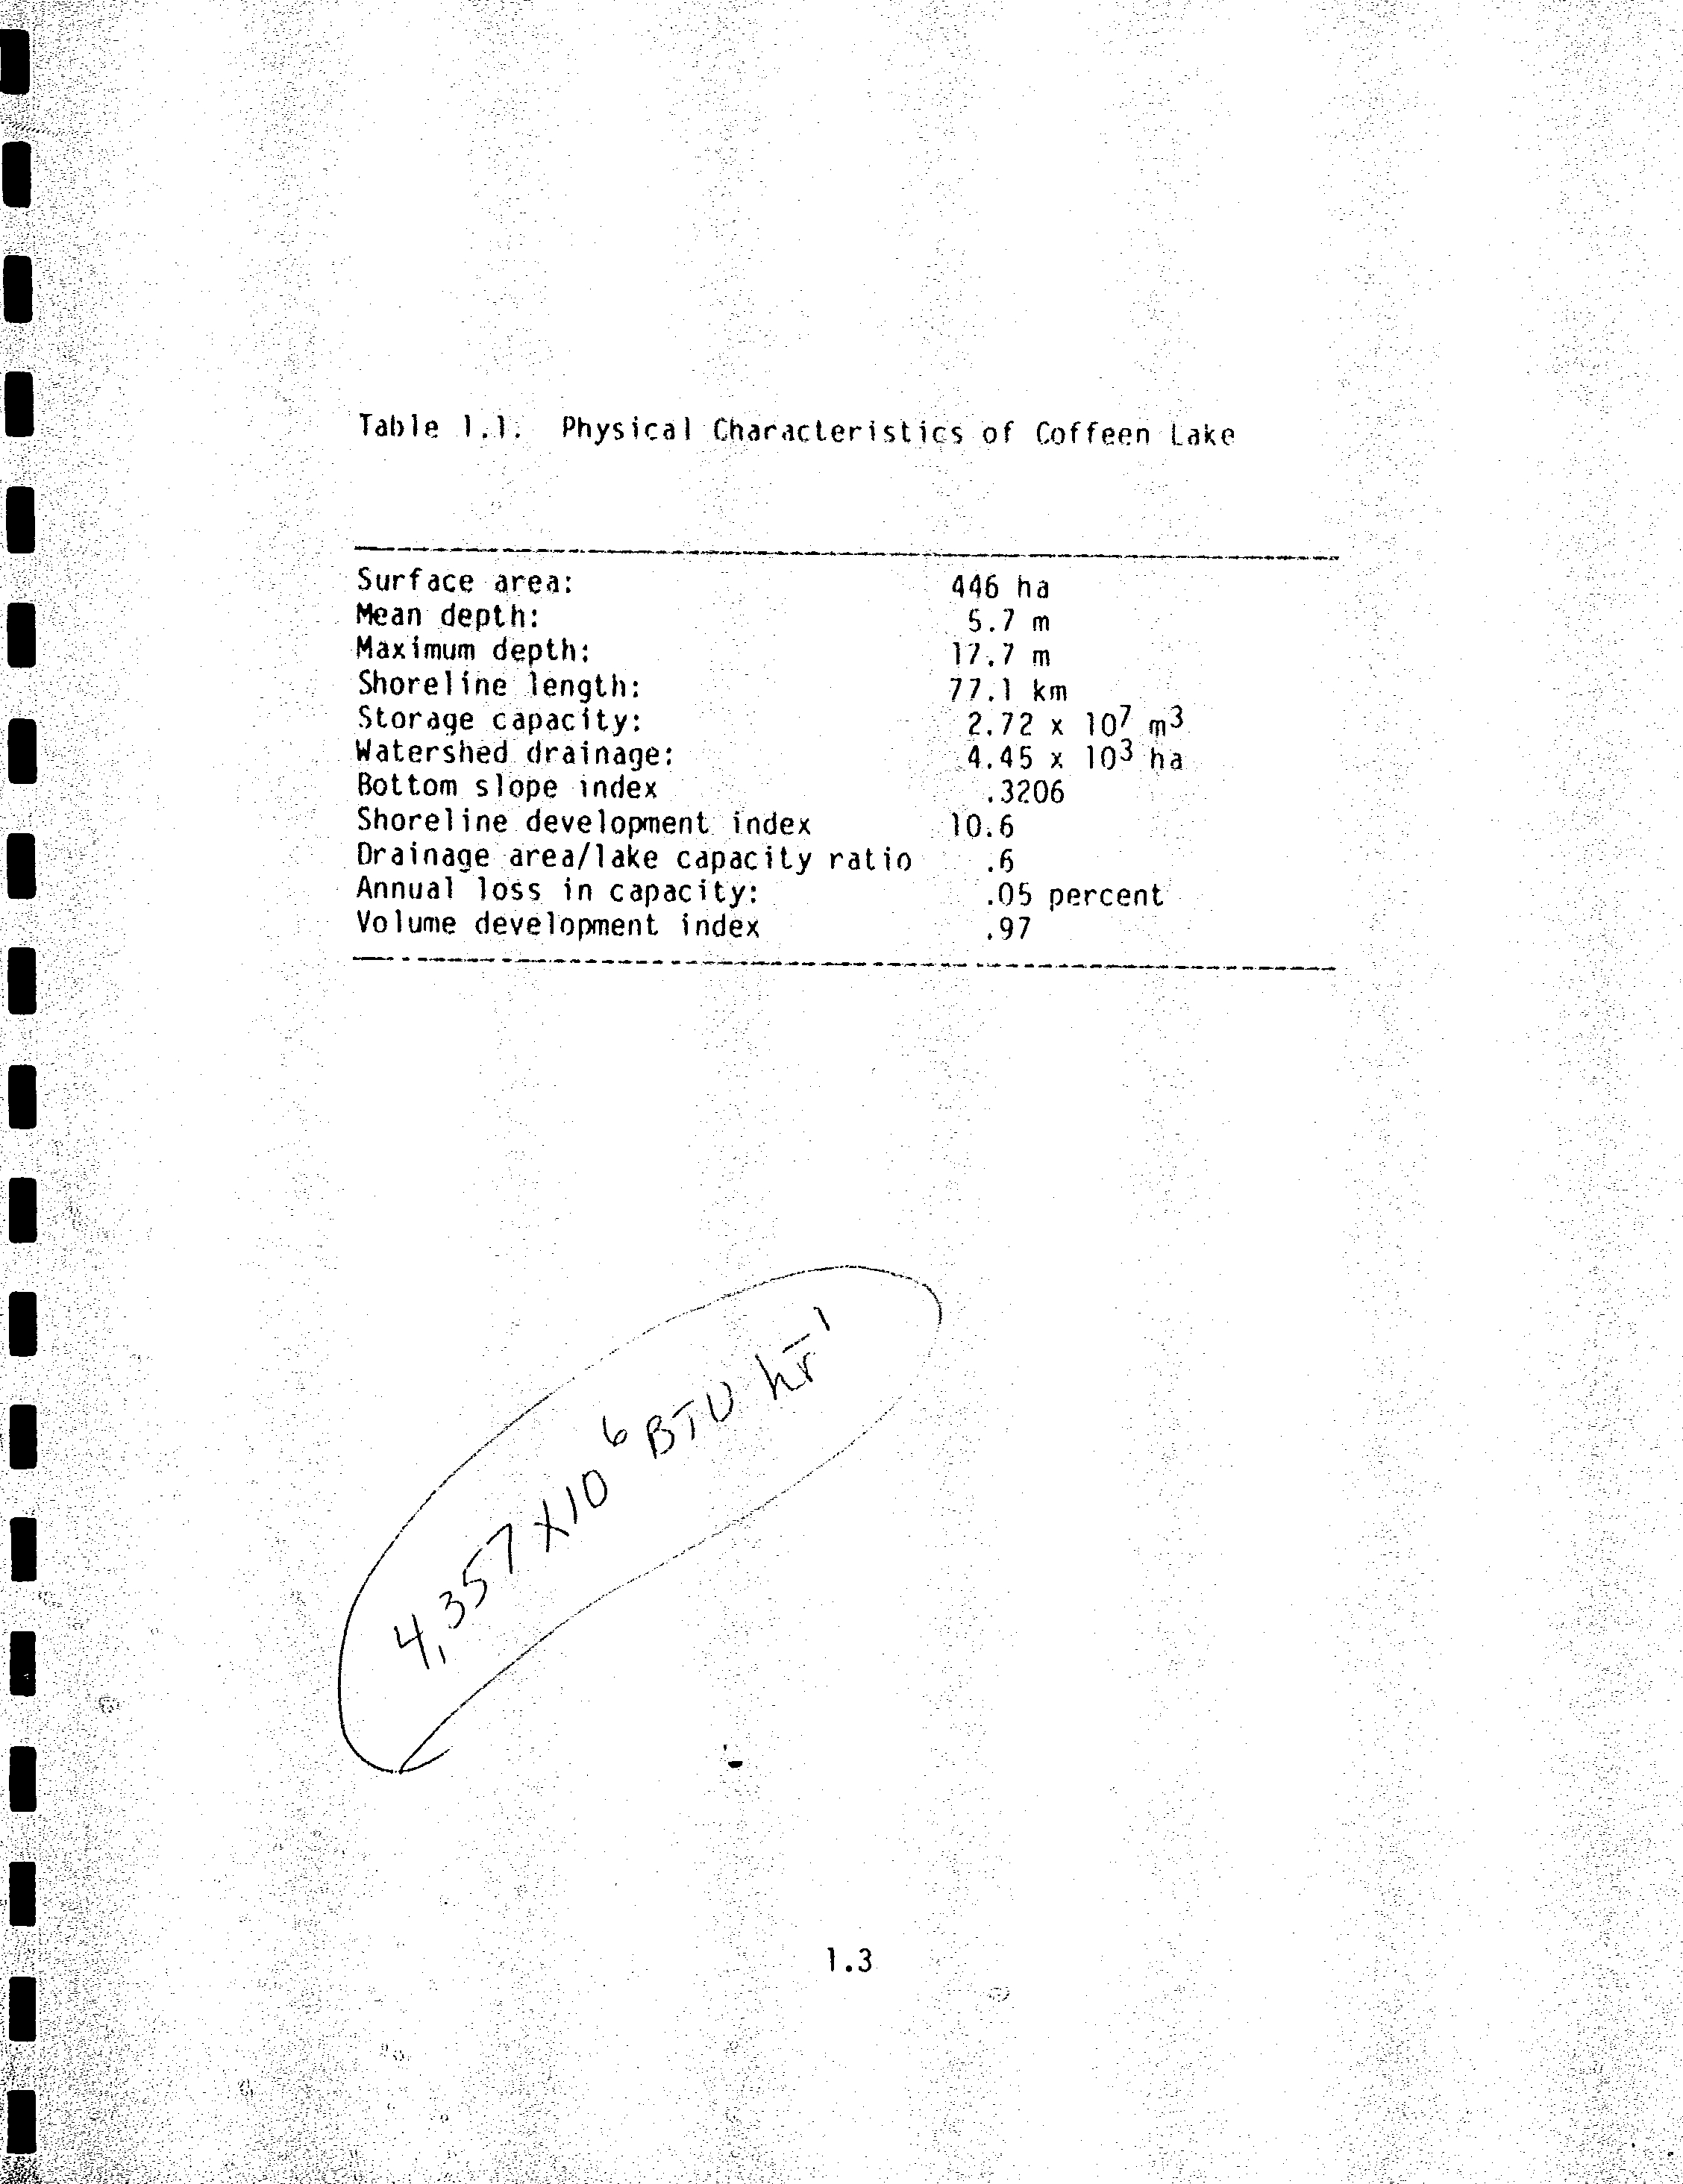 Table 1.1. Physical Characteristics of Coffeen Lake
Surface area: 446 ha
Mean depth: 5.7 m
Maximum depth: 17.7 m
Shoreline length: 77.1 km
Storage capacity: 2.72 x 10⁷ m³
Watershed drainage: 4.45 x 10³ ha
Bottom slope index .3206
Shoreline development index 10.6
Drainage area/lake capacity ratio .6
Annual loss in capacity: .05 percent
Volume development index .97
4,357 X10⁶ BTU hr⁻¹
1.3